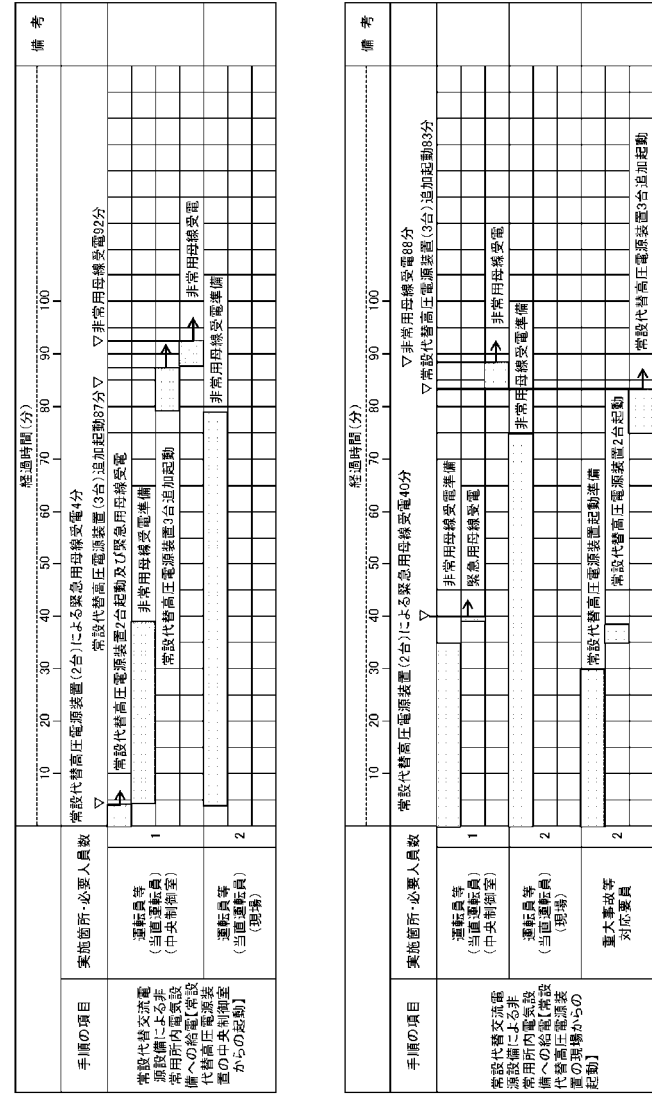 経過時間(分)
備 考
手順の項目
実施箇所・必要人員数
10 20 30 40 50 60 70 80 90 100
常設代替高圧電源装置(2台)による緊急用母線受電4分
常設代替高圧電源装置(3台)追加起動87分
非常用母線受電92分
常設代替交流電
源設備による非
常用所内電気設
備への給電【常設
代替高圧電源装
置の中央制御室
からの起動】
運転員等
(当直運転員)
(中央制御室)
1
常設代替高圧電源装置2台起動及び緊急用母線受電
非常用母線受電準備
常設代替高圧電源装置3台追加起動
非常用母線受電
運転員等
(当直運転員)
(現場)
2
非常用母線受電準備
経過時間(分)
備 考
手順の項目
実施箇所・必要人員数
10 20 30 40 50 60 70 80 90 100
常設代替高圧電源装置(2台)による緊急用母線受電40分
非常用母線受電88分
常設代替高圧電源装置(3台)追加起動83分
常設代替交流電
源設備による非
常用所内電気設
備への給電【常設
代替高圧電源装
置の現場からの
起動】
運転員等
(当直運転員)
(中央制御室)
1
非常用母線受電準備
緊急用母線受電
非常用母線受電
運転員等
(当直運転員)
(現場)
2
非常用母線受電準備
重大事故等
対応要員
2
常設代替高圧電源装置起動準備
常設代替高圧電源装置2台起動
常設代替高圧電源装置3台追加起動